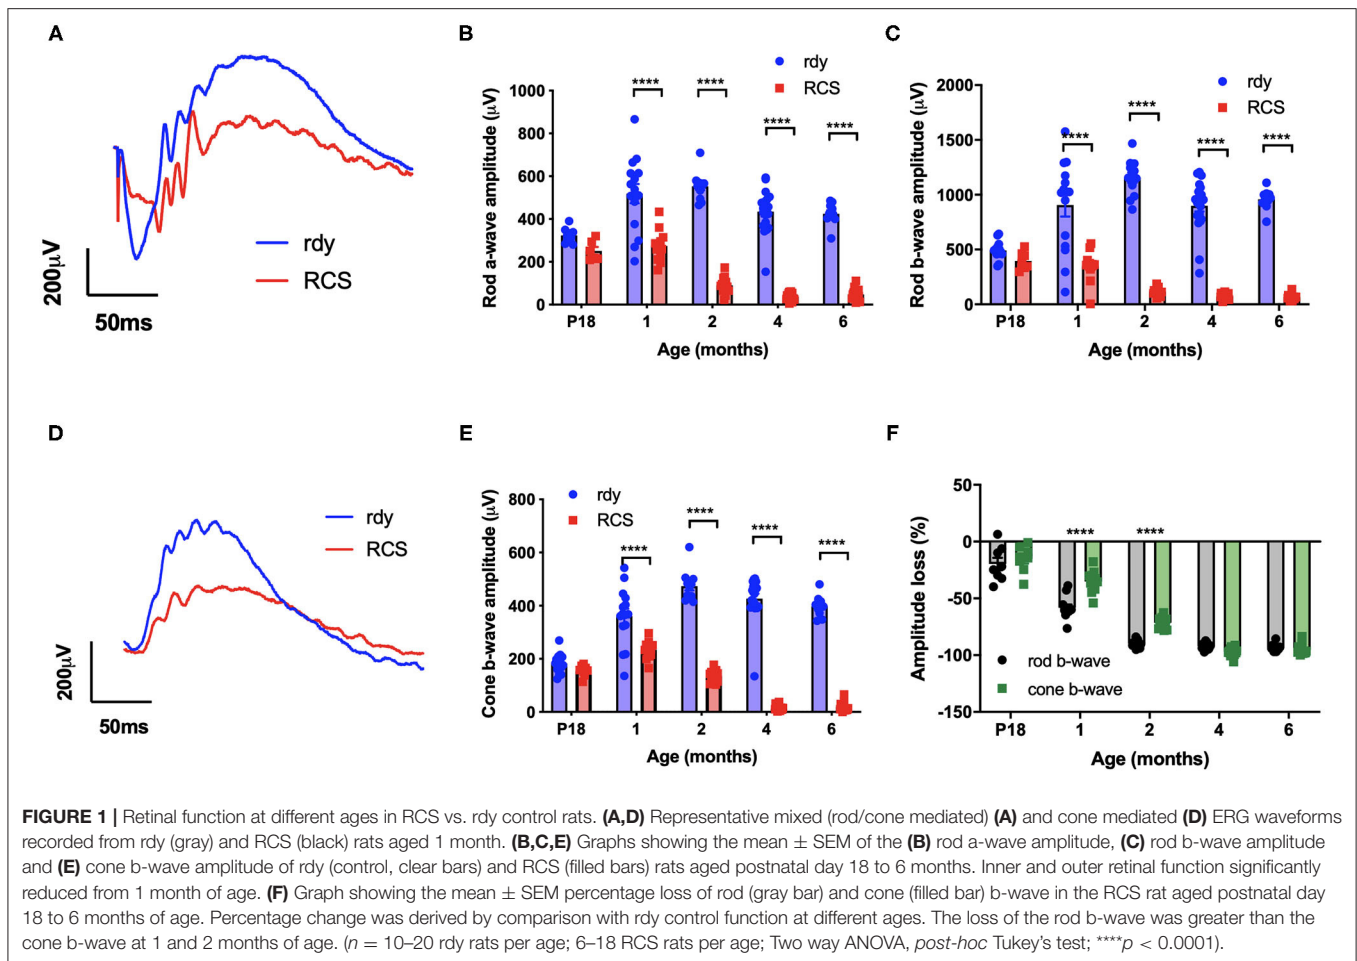 A
rdy
RCS
200μV
50ms
B
rdy
RCS
Rod a-wave amplitude (μV)
1000
800
600
400
200
0
****
****
****
****
P18 1 2 4 6
Age (months)
C
rdy
RCS
Rod b-wave amplitude (μV)
2000
1500
1000
500
0
****
****
****
****
P18 1 2 4 6
Age (months)
D
rdy
RCS
200μV
50ms
E
rdy
RCS
Cone b-wave amplitude (μV)
800
600
400
200
0
****
****
****
****
P18 1 2 4 6
Age (months)
F
Amplitude loss (%)
50
0
-50
-100
-150
**** ****
rod b-wave
cone b-wave
P18 1 2 4 6
Age (months)
FIGURE 1 | Retinal function at different ages in RCS vs. rdy control rats. (A,D) Representative mixed (rod/cone mediated) (A) and cone mediated (D) ERG waveforms
recorded from rdy (gray) and RCS (black) rats aged 1 month. (B,C,E) Graphs showing the mean ± SEM of the (B) rod a-wave amplitude, (C) rod b-wave amplitude
and (E) cone b-wave amplitude of rdy (control, clear bars) and RCS (filled bars) rats aged postnatal day 18 to 6 months. Inner and outer retinal function significantly
reduced from 1 month of age. (F) Graph showing the mean ± SEM percentage loss of rod (gray bar) and cone (filled bar) b-wave in the RCS rat aged postnatal day
18 to 6 months of age. Percentage change was derived by comparison with rdy control function at different ages. The loss of the rod b-wave was greater than the
cone b-wave at 1 and 2 months of age. (n = 10–20 rdy rats per age; 6–18 RCS rats per age; Two way ANOVA, post-hoc Tukey's test; ****p < 0.0001).